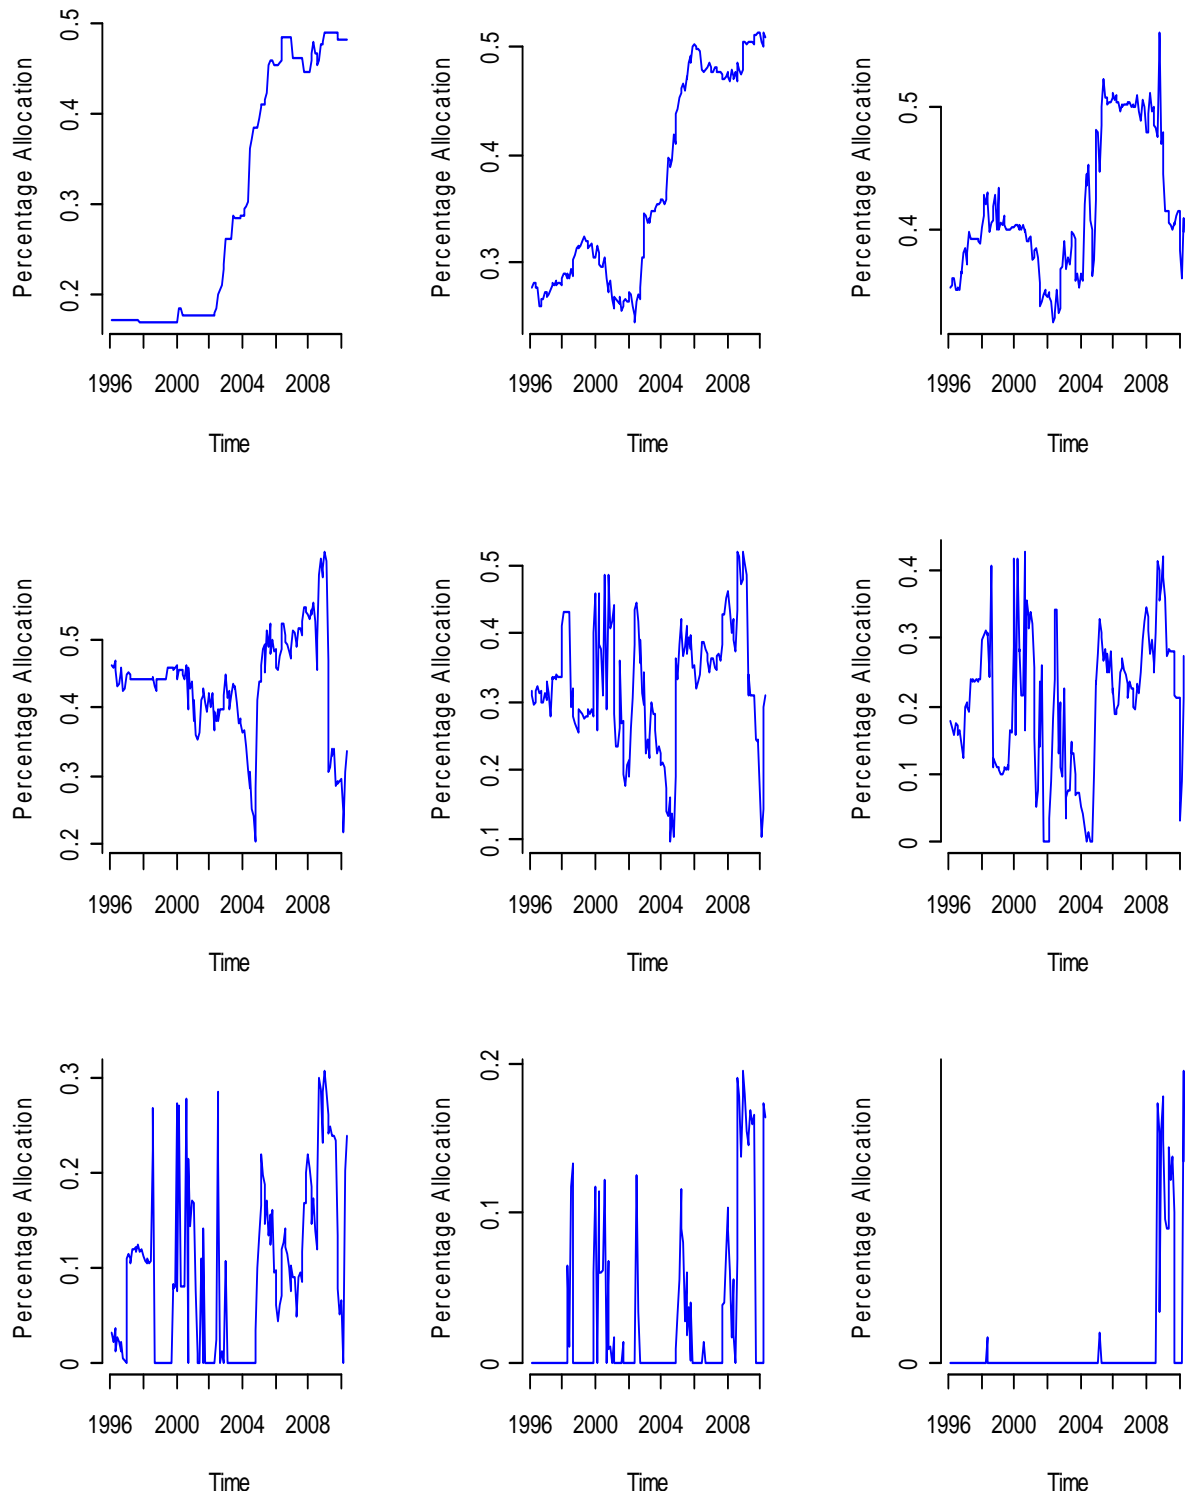 Percentage Allocation
0.2 0.3 0.4 0.5
1996 2000 2004 2008
Time
Percentage Allocation
0.3 0.4 0.5
1996 2000 2004 2008
Time
Percentage Allocation
0.4 0.5
1996 2000 2004 2008
Time
Percentage Allocation
0.2 0.3 0.4 0.5
1996 2000 2004 2008
Time
Percentage Allocation
0.1 0.2 0.3 0.4 0.5
1996 2000 2004 2008
Time
Percentage Allocation
0 0.1 0.2 0.3 0.4
1996 2000 2004 2008
Time
Percentage Allocation
0 0.1 0.2 0.3
1996 2000 2004 2008
Time
Percentage Allocation
0 0.1 0.2
1996 2000 2004 2008
Time
Percentage Allocation
0
1996 2000 2004 2008
Time